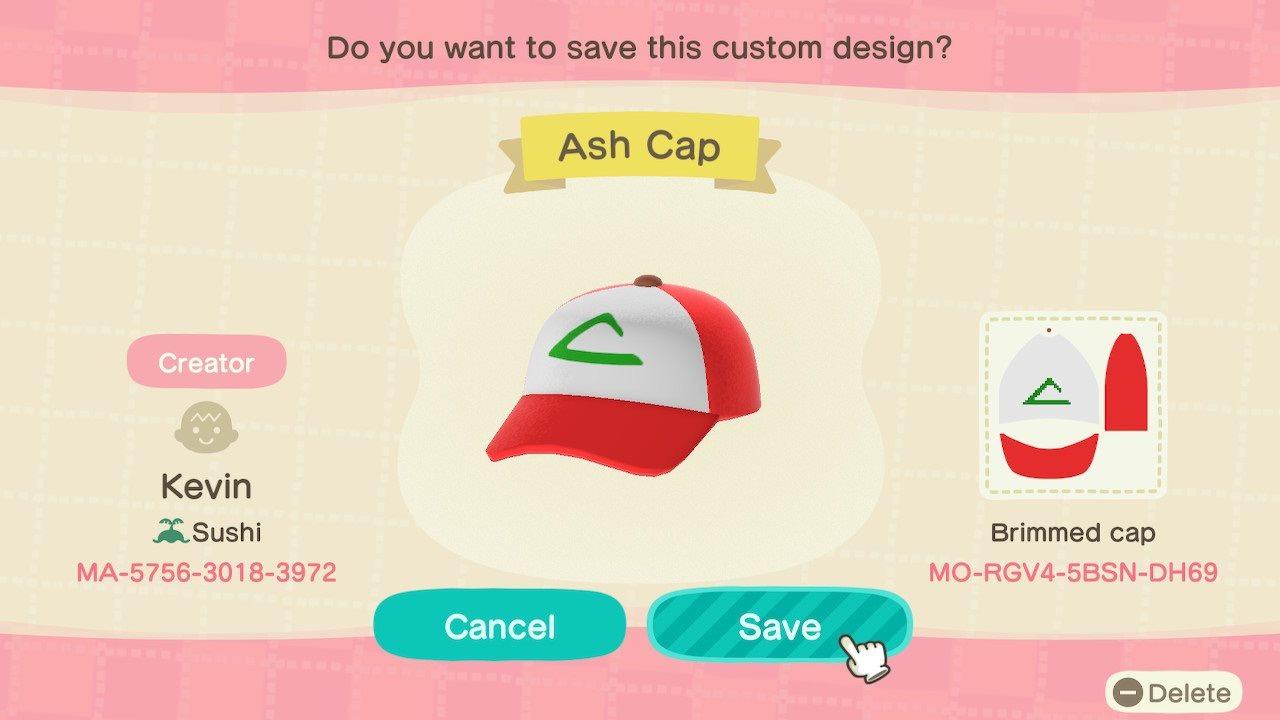 Do you want to save this custom design?
Ash Cap
Creator
Kevin
Sushi
MA-5756-3018-3972
Brimmed cap
MO-RGV4-5BSN-DH69
Cancel
Save
Delete